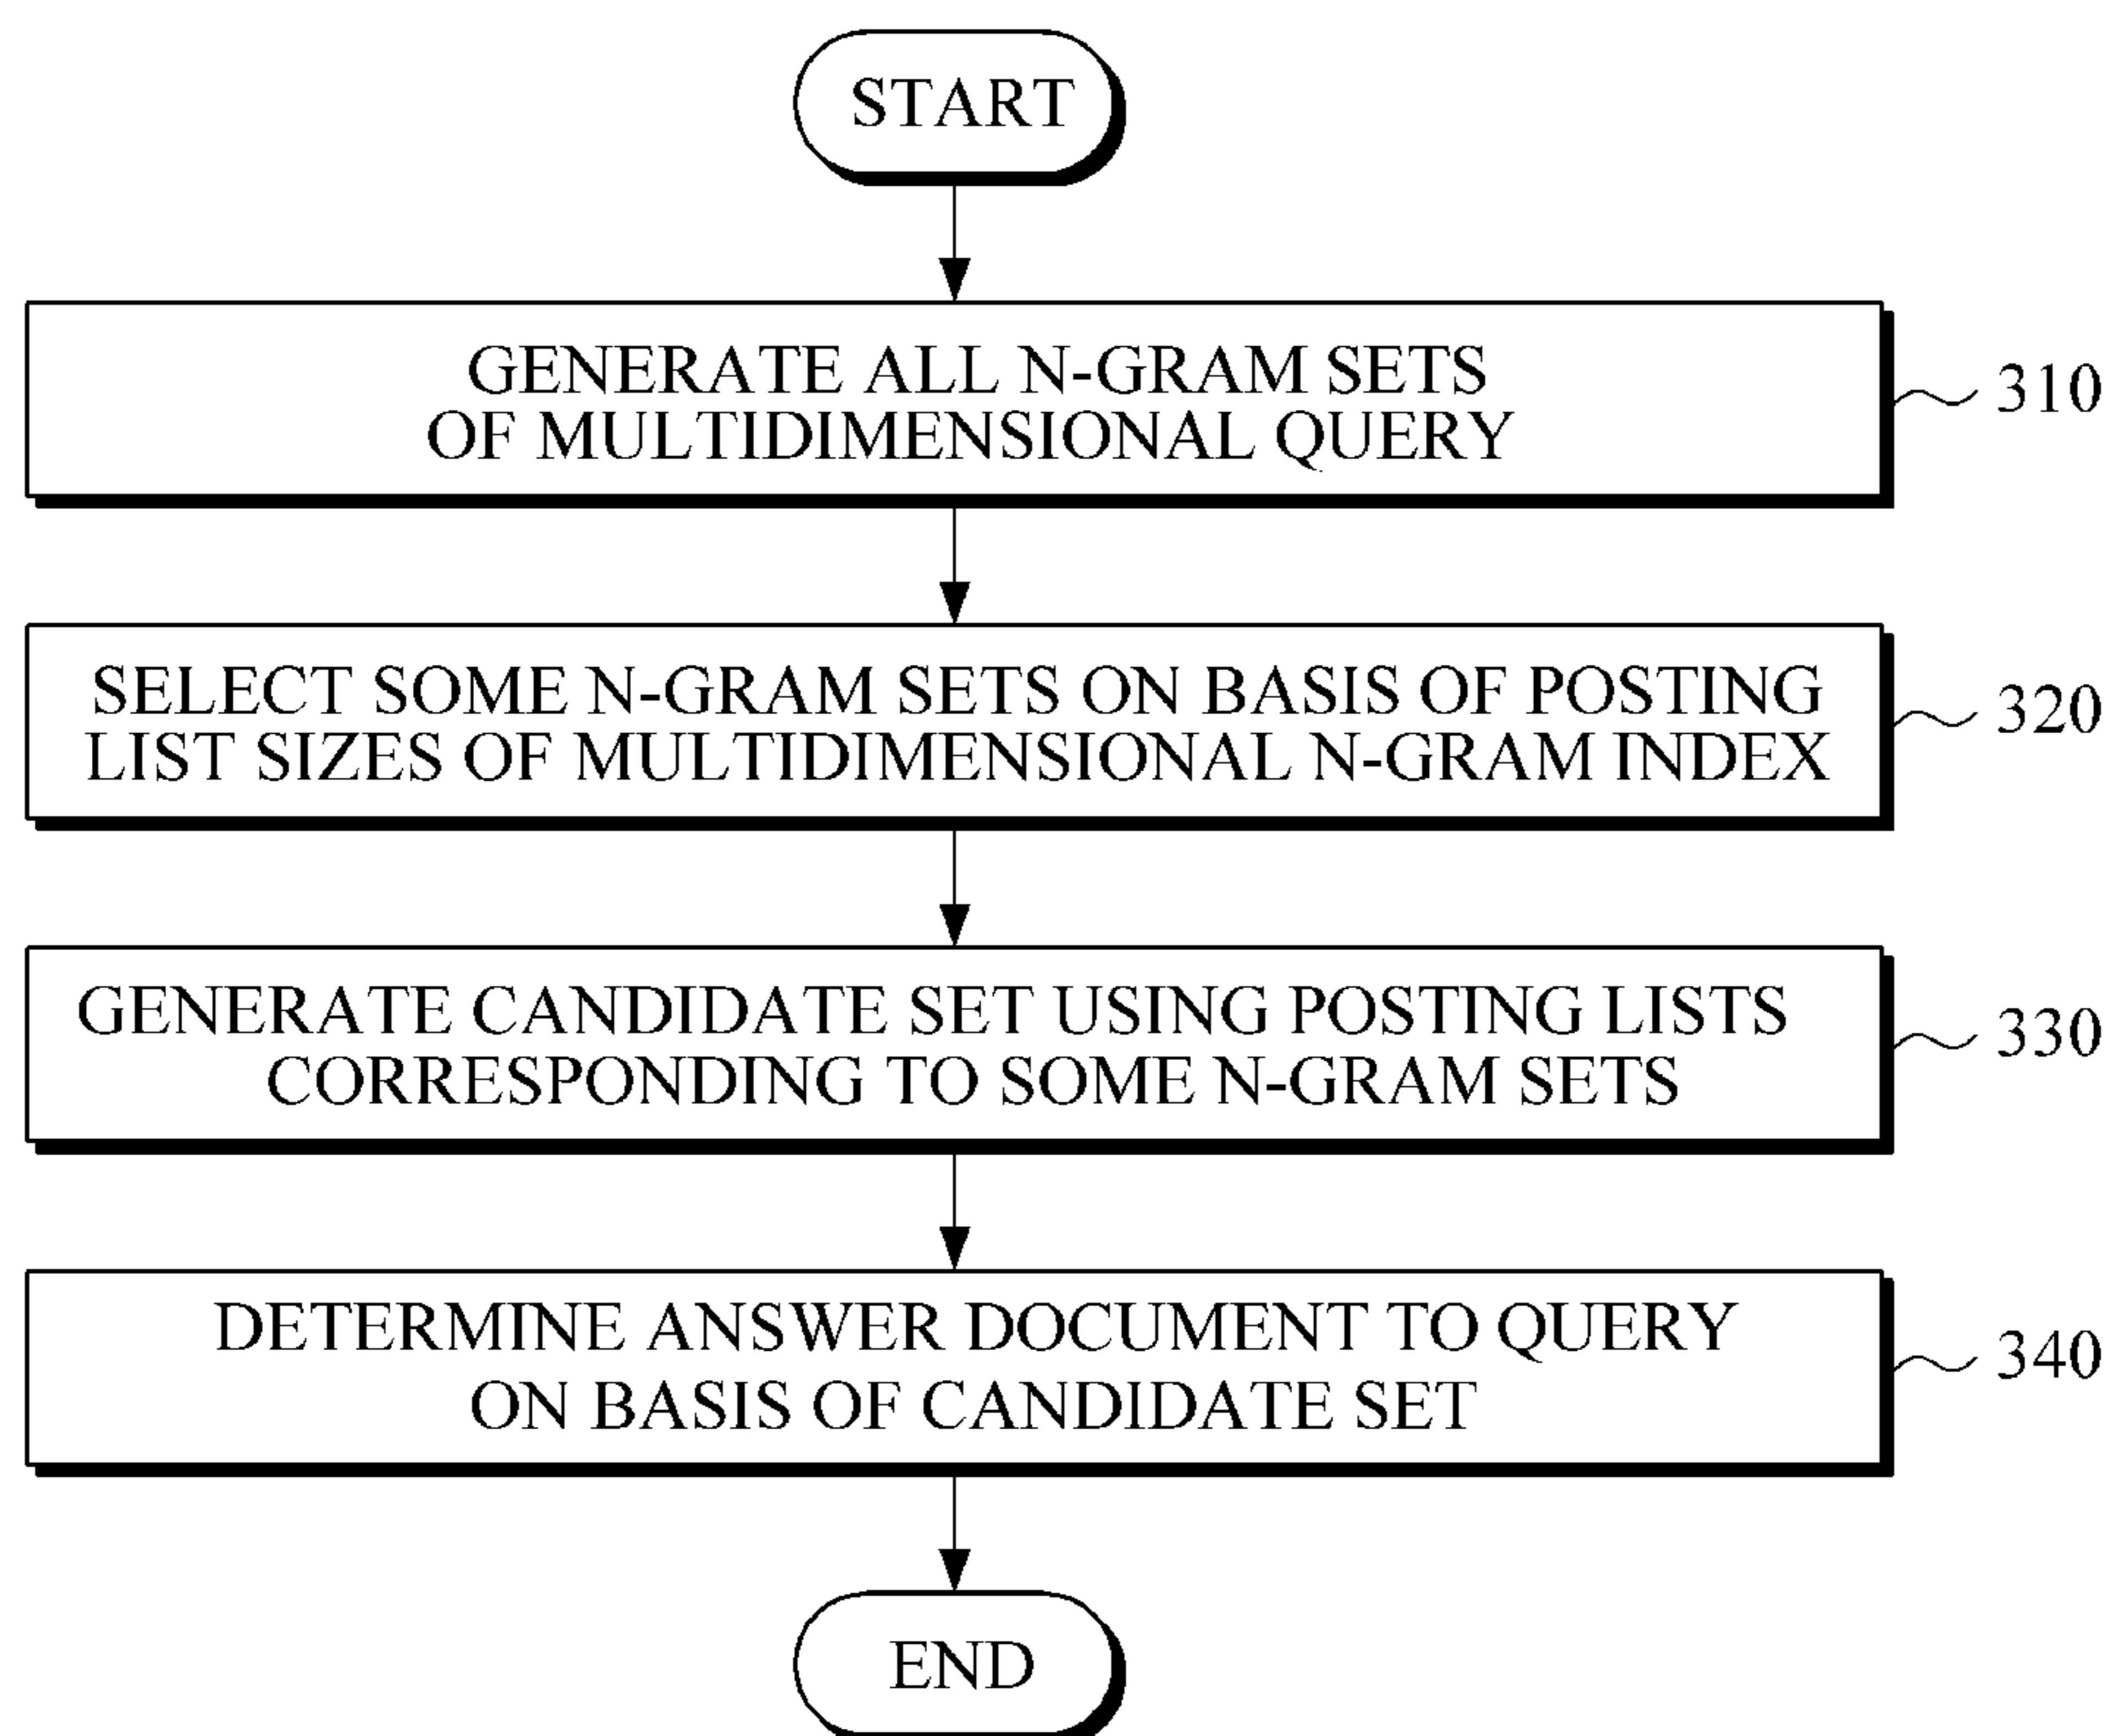 START
GENERATE ALL N-GRAM SETS
OF MULTIDIMENSIONAL QUERY
310
SELECT SOME N-GRAM SETS ON BASIS OF POSTING
LIST SIZES OF MULTIDIMENSIONAL N-GRAM INDEX
320
GENERATE CANDIDATE SET USING POSTING LISTS
CORRESPONDING TO SOME N-GRAM SETS
330
DETERMINE ANSWER DOCUMENT TO QUERY
ON BASIS OF CANDIDATE SET
340
END